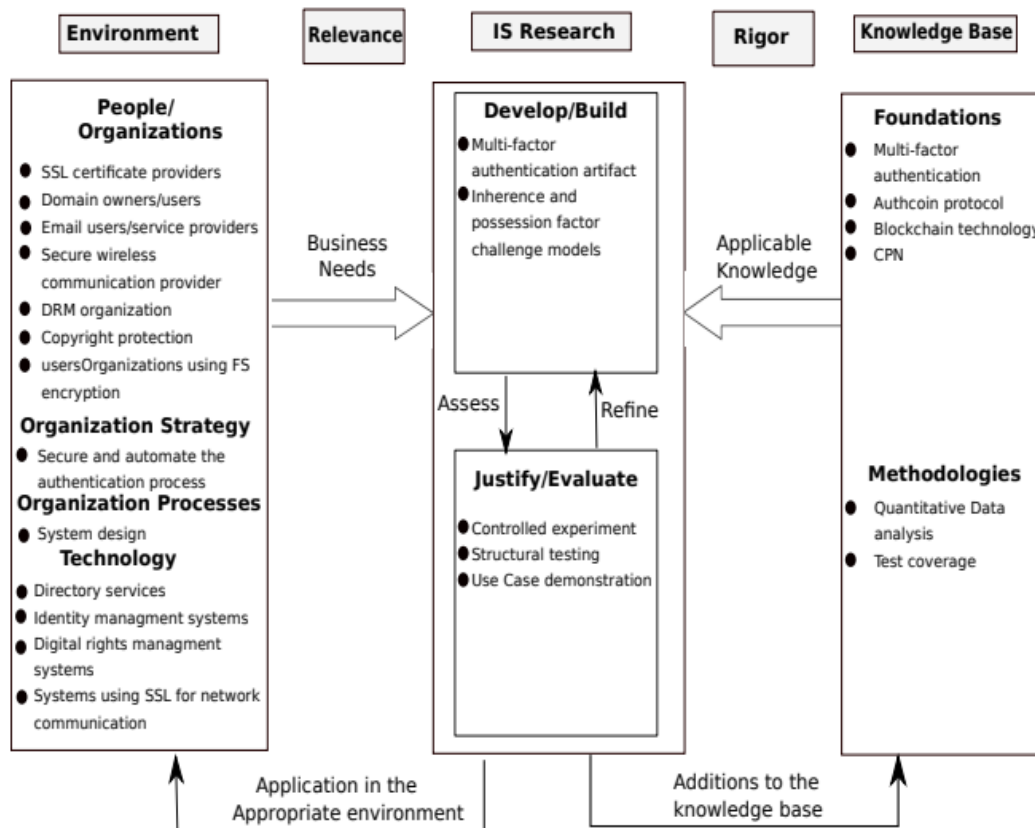 Environment
Relevance
IS Research
Rigor
Knowledge Base
People/
Organizations
SSL certificate providers
Domain owners/users
Email users/service providers
Secure wireless
communication provider
DRM organization
Copyright protection
usersOrganizations using FS
encryption
Organization Strategy
Secure and automate the
authentication process
Organization Processes
System design
Technology
Directory services
Identity managment systems
Digital rights managment
systems
Systems using SSL for network
communication
Business
Needs
Develop/Build
Multi-factor
authentication artifact
Inherence and
possession factor
challenge models
Assess
Refine
Justify/Evaluate
Controlled experiment
Structural testing
Use Case demonstration
Applicable
Knowledge
Foundations
Multi-factor
authentication
Authcoin protocol
Blockchain technology
CPN
Methodologies
Quantitative Data
analysis
Test coverage
Application in the
Appropriate environment
Additions to the
knowledge base